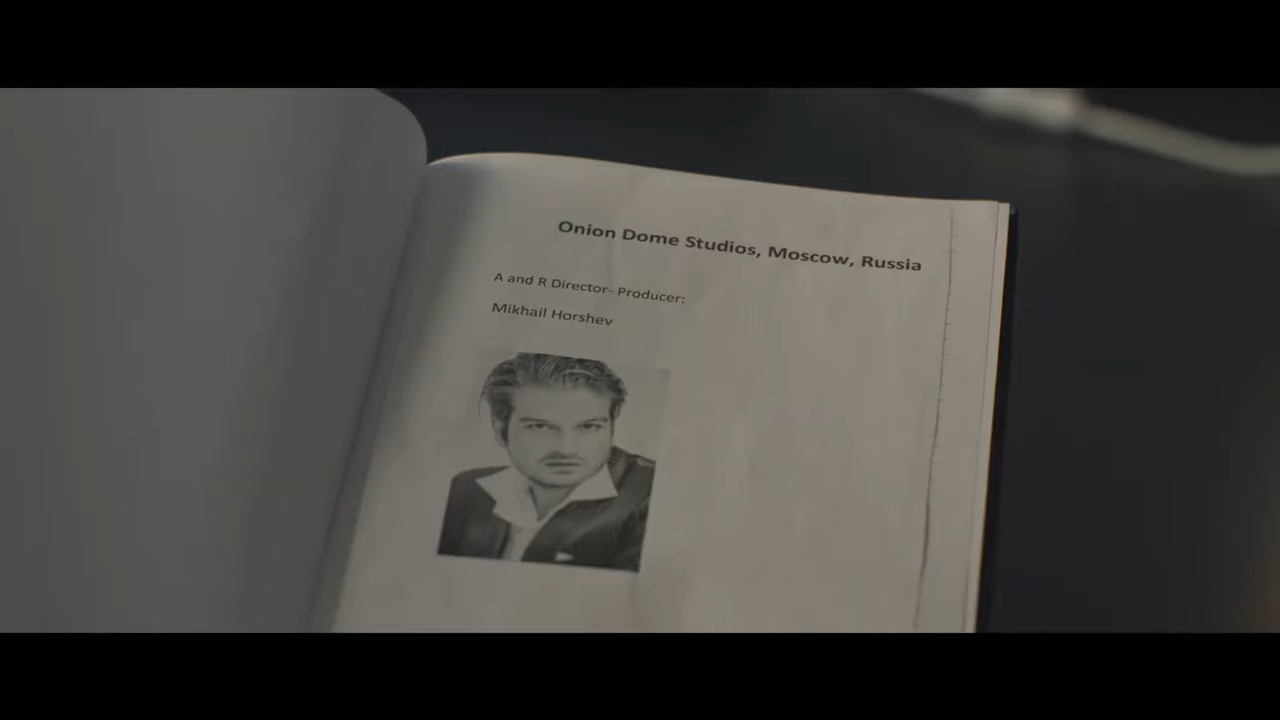 Onion Dome Studios, Moscow, Russia
A and R Director- Producer:
Mikhail Horshev